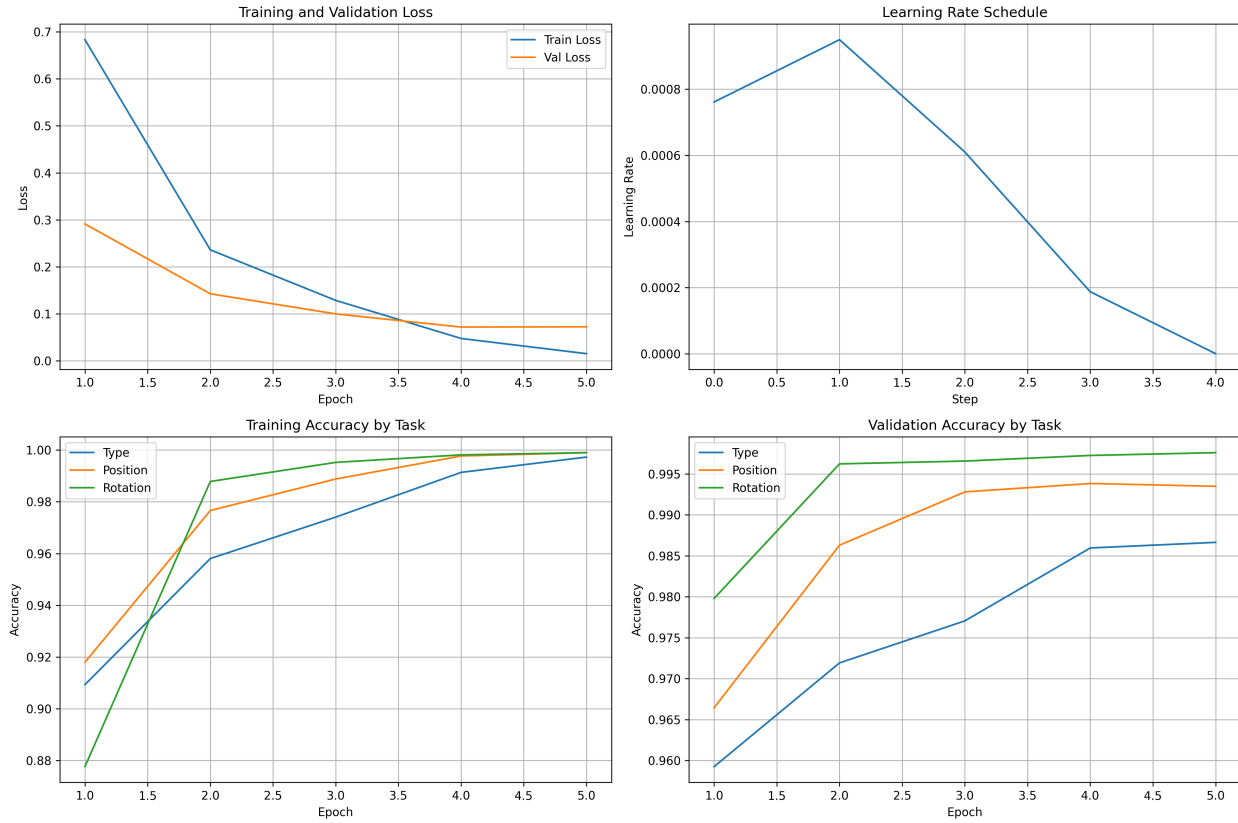 Training and Validation Loss
Train Loss
Val Loss
0.7
0.6
0.5
0.4
0.3
0.2
0.1
0.0
Loss
1.0 1.5 2.0 2.5 3.0 3.5 4.0 4.5 5.0
Epoch
Learning Rate Schedule
0.0008
0.0006
0.0004
0.0002
0.0000
Learning Rate
0.0 0.5 1.0 1.5 2.0 2.5 3.0 3.5 4.0
Step
Training Accuracy by Task
Type
Position
Rotation
1.00
0.98
0.96
0.94
0.92
0.90
0.88
Accuracy
1.0 1.5 2.0 2.5 3.0 3.5 4.0 4.5 5.0
Epoch
Validation Accuracy by Task
Type
Position
Rotation
0.995
0.990
0.985
0.980
0.975
0.970
0.965
0.960
Accuracy
1.0 1.5 2.0 2.5 3.0 3.5 4.0 4.5 5.0
Epoch